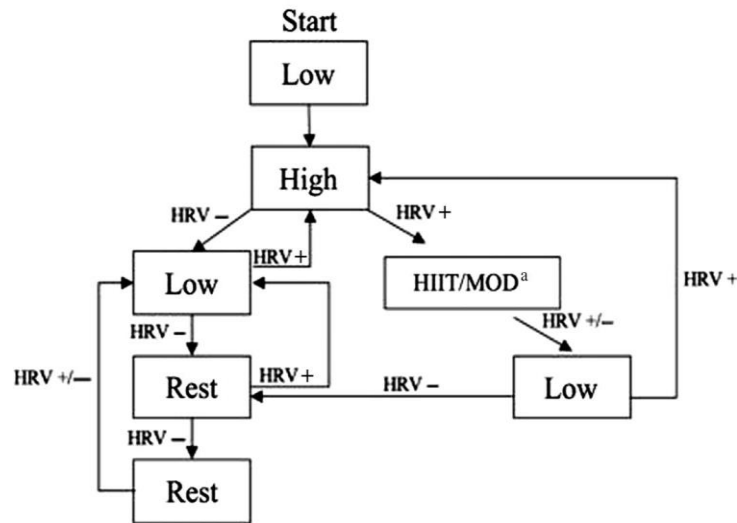 Start
Low
High
HRV –
HRV +
HRV +
Low
HIIT/MODᵃ
HRV +
HRV –
HRV +/–
HRV +/–
Rest
HRV +
HRV –
Low
HRV –
Rest